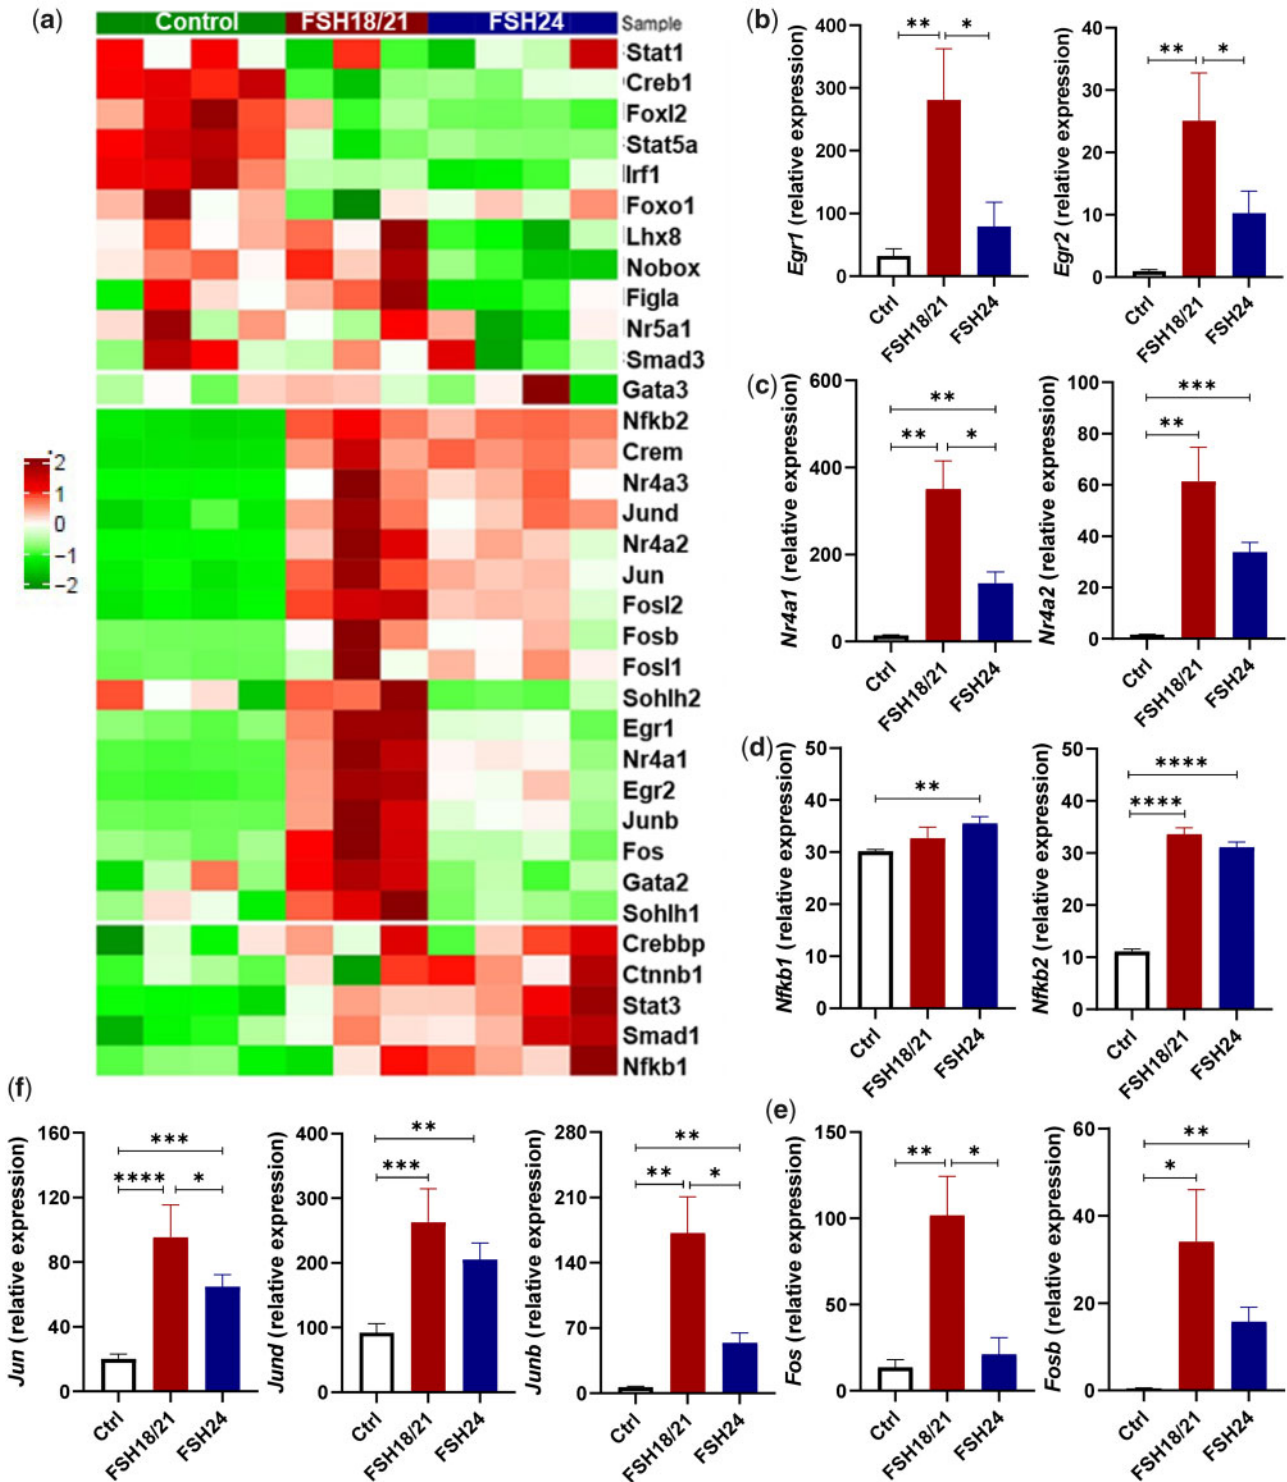 (a)
Control FSH18/21 FSH24 Sample
Stat1
Creb1
Foxl2
Stat5a
Irf1
Foxo1
Lhx8
Nobox
Figla
Nr5a1
Smad3
Gata3
Nfkb2
Crem
Nr4a3
Jund
Nr4a2
Jun
Fosl2
Fosb
Fosl1
Sohlh2
Egr1
Nr4a1
Egr2
Junb
Fos
Gata2
Sohlh1
Crebbp
Ctnnb1
Stat3
Smad1
Nfkb1
2
1
0
−1
−2
(b)
Egr1 (relative expression)
400
300
200
100
0
** *
Ctrl FSH18/21 FSH24
Egr2 (relative expression)
40
30
20
10
0
** *
Ctrl FSH18/21 FSH24
(c)
Nr4a1 (relative expression)
600
400
200
0
**
** *
Ctrl FSH18/21 FSH24
Nr4a2 (relative expression)
100
80
60
40
20
0
***
**
Ctrl FSH18/21 FSH24
(d)
Nfkb1 (relative expression)
50
40
30
20
10
0
**
Ctrl FSH18/21 FSH24
Nfkb2 (relative expression)
50
40
30
20
10
0
****
****
Ctrl FSH18/21 FSH24
(f)
Jun (relative expression)
160
120
80
40
0
***
**** *
Ctrl FSH18/21 FSH24
Jund (relative expression)
400
300
200
100
0
**
***
Ctrl FSH18/21 FSH24
Junb (relative expression)
280
210
140
70
0
**
** *
Ctrl FSH18/21 FSH24
(e)
Fos (relative expression)
150
100
50
0
** *
Ctrl FSH18/21 FSH24
Fosb (relative expression)
60
40
20
0
**
*
Ctrl FSH18/21 FSH24